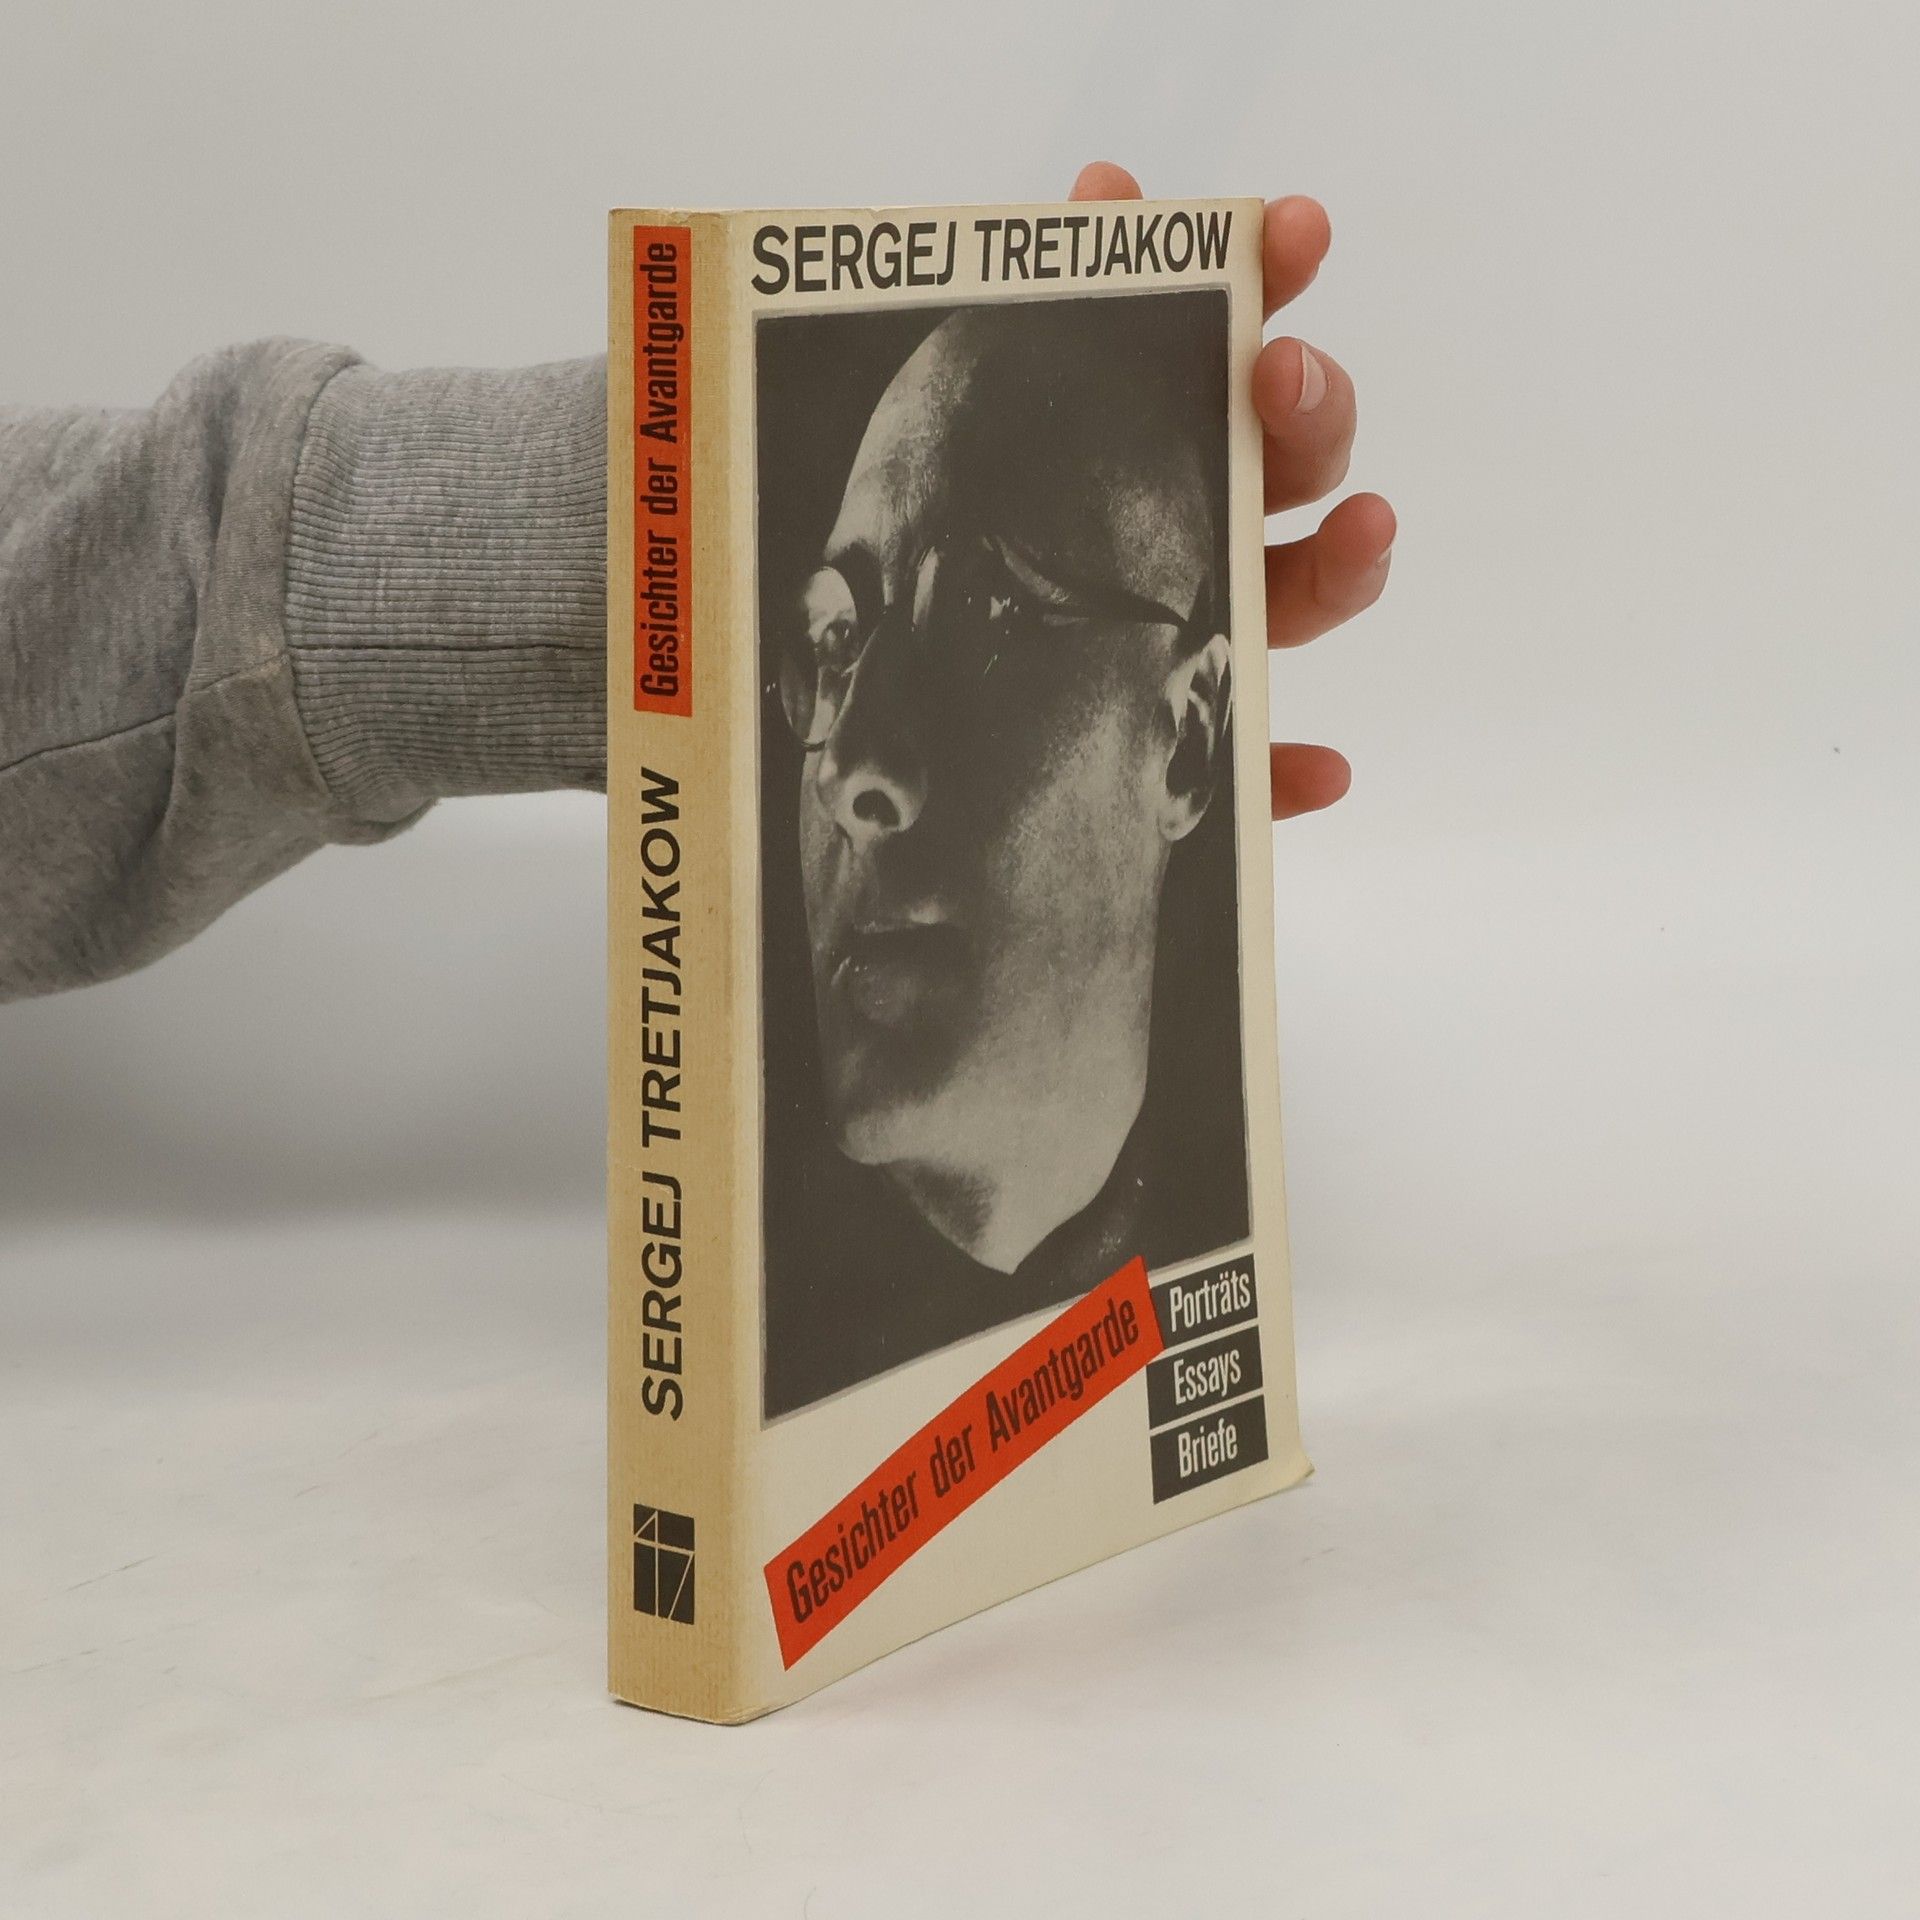 SERGEJ TRETJAKOW
Gesichter der Avantgarde
Porträts
Essays
Briefe
SERGEJ TRETJAKOW
Gesichter der Avantgarde